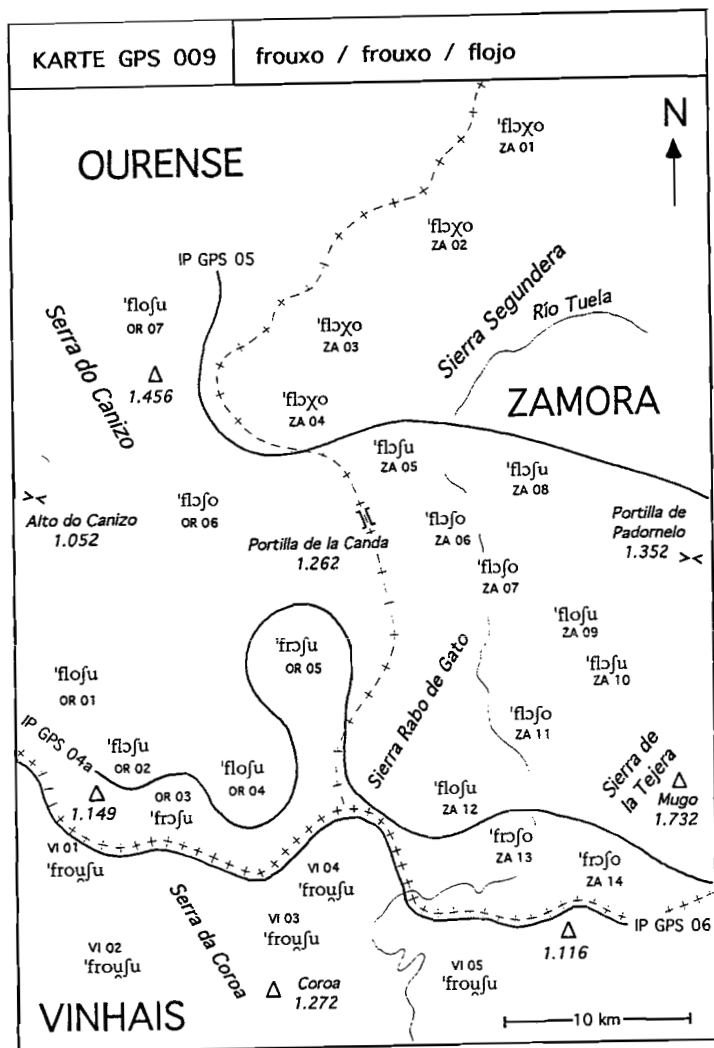 KARTE GPS 009
frouxo / frouxo / flojo
N
OURENSE
ˈflɔχo
ZA 01
ˈflɔχo
ZA 02
IP GPS 05
ˈfloʃu
OR 07
Serra do Canizo
1.456
ˈflɔχo
ZA 03
Sierra Segundera
Río Tuela
ˈflɔχo
ZA 04
ZAMORA
ˈflɔʃu
ZA 05
ˈflɔʃu
ZA 08
ˈflɔʃo
OR 06
Alto do Canizo
1.052
Portilla de la Canda
1.262
ˈflɔʃo
ZA 06
Portilla de
Padornelo
1.352
ˈflɔʃo
ZA 07
ˈfloʃu
ZA 09
ˈfrɔʃu
OR 05
ˈflɔʃu
ZA 10
ˈfloʃu
OR 01
Sierra Rabo de Gato
ˈflɔʃo
ZA 11
IP GPS 04a
ˈflɔʃu
OR 02
ˈfloʃu
OR 04
ˈfloʃu
ZA 12
Sierra de
la Tejera
Mugo
1.732
1.149
OR 03
ˈfrɔʃu
VI 01
ˈfrou̯ʃu
ˈfrɔʃo
ZA 13
ˈfrɔʃo
ZA 14
VI 04
ˈfrou̯ʃu
Serra da Coroa
VI 03
ˈfrou̯ʃu
IP GPS 06
1.116
VI 02
ˈfrou̯ʃu
VI 05
ˈfrou̯ʃu
Coroa
1.272
VINHAIS
10 km